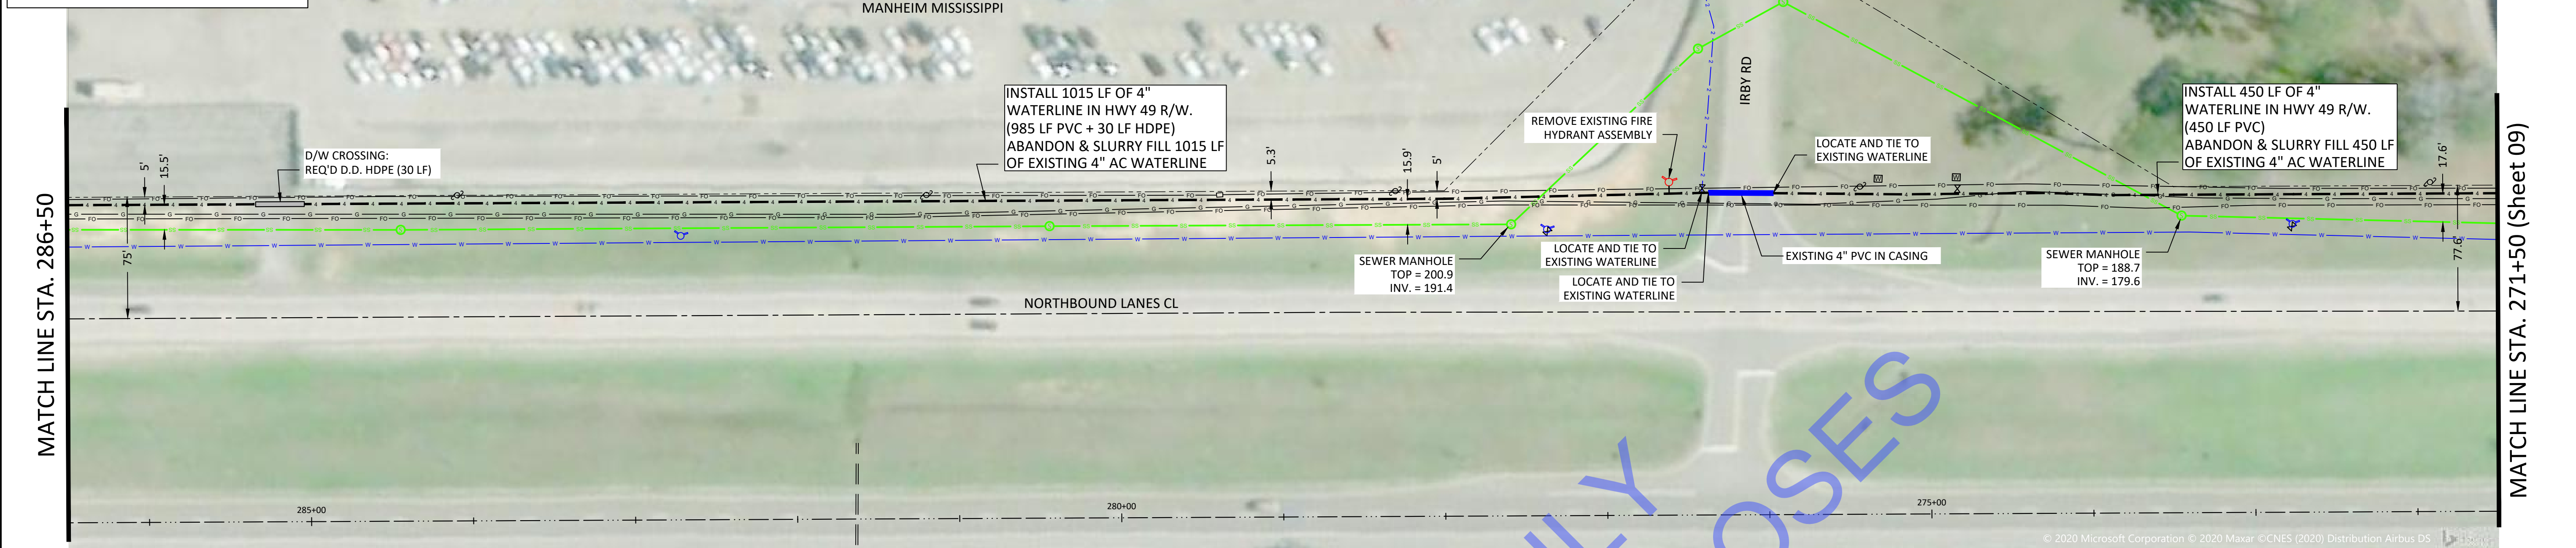 MANHEIM MISSISSIPPI
INSTALL 1015 LF OF 4"
WATERLINE IN HWY 49 R/W.
(985 LF PVC + 30 LF HDPE)
ABANDON & SLURRY FILL 1015 LF
OF EXISTING 4" AC WATERLINE
D/W CROSSING:
REQ'D D.D. HDPE (30 LF)
REMOVE EXISTING FIRE
HYDRANT ASSEMBLY
IRBY RD
LOCATE AND TIE TO
EXISTING WATERLINE
INSTALL 450 LF OF 4"
WATERLINE IN HWY 49 R/W.
(450 LF PVC)
ABANDON & SLURRY FILL 450 LF
OF EXISTING 4" AC WATERLINE
5'
15.5'
5.3'
15.9'
5'
17.6'
75'
77.6'
SEWER MANHOLE
TOP = 200.9
INV. = 191.4
LOCATE AND TIE TO
EXISTING WATERLINE
LOCATE AND TIE TO
EXISTING WATERLINE
EXISTING 4" PVC IN CASING
SEWER MANHOLE
TOP = 188.7
INV. = 179.6
NORTHBOUND LANES CL
MATCH LINE STA. 286+50
MATCH LINE STA. 271+50 (Sheet 09)
285+00
280+00
275+00
© 2020 Microsoft Corporation © 2020 Maxar ©CNES (2020) Distribution Airbus DS